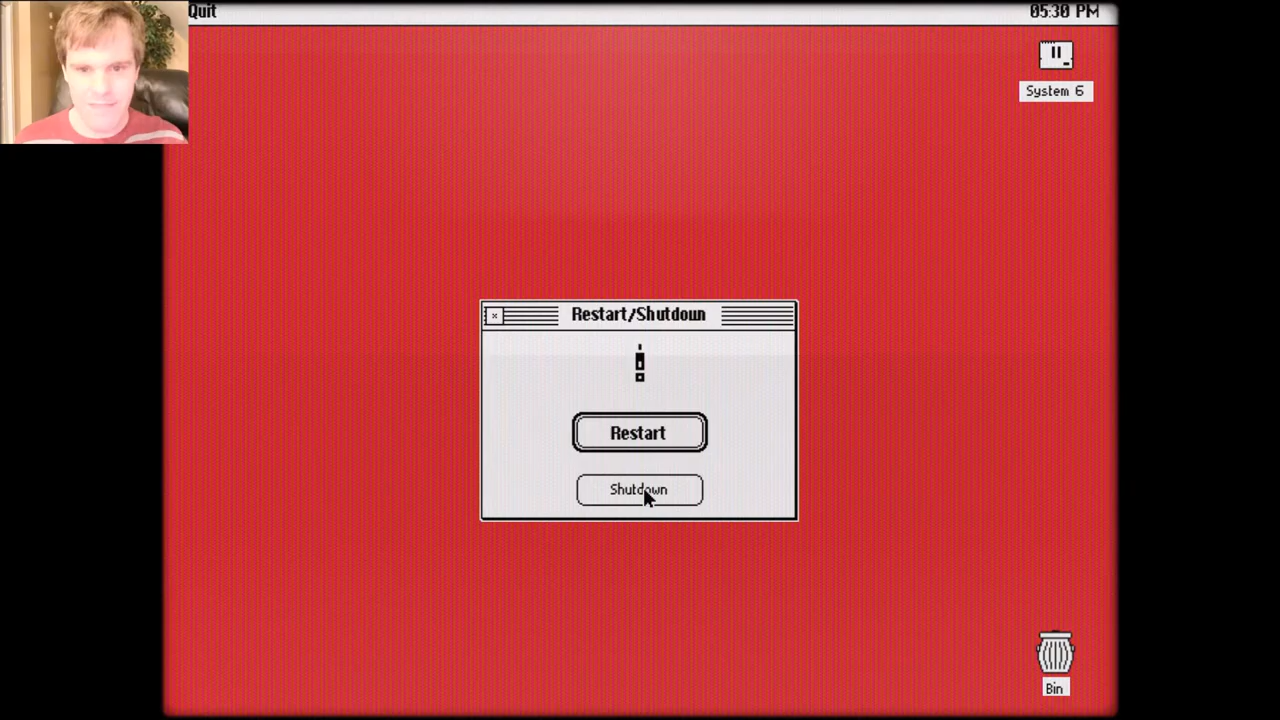 Quit
05:30 PM
System 6
Restart/Shutdown
Restart
Shutdown
Bin